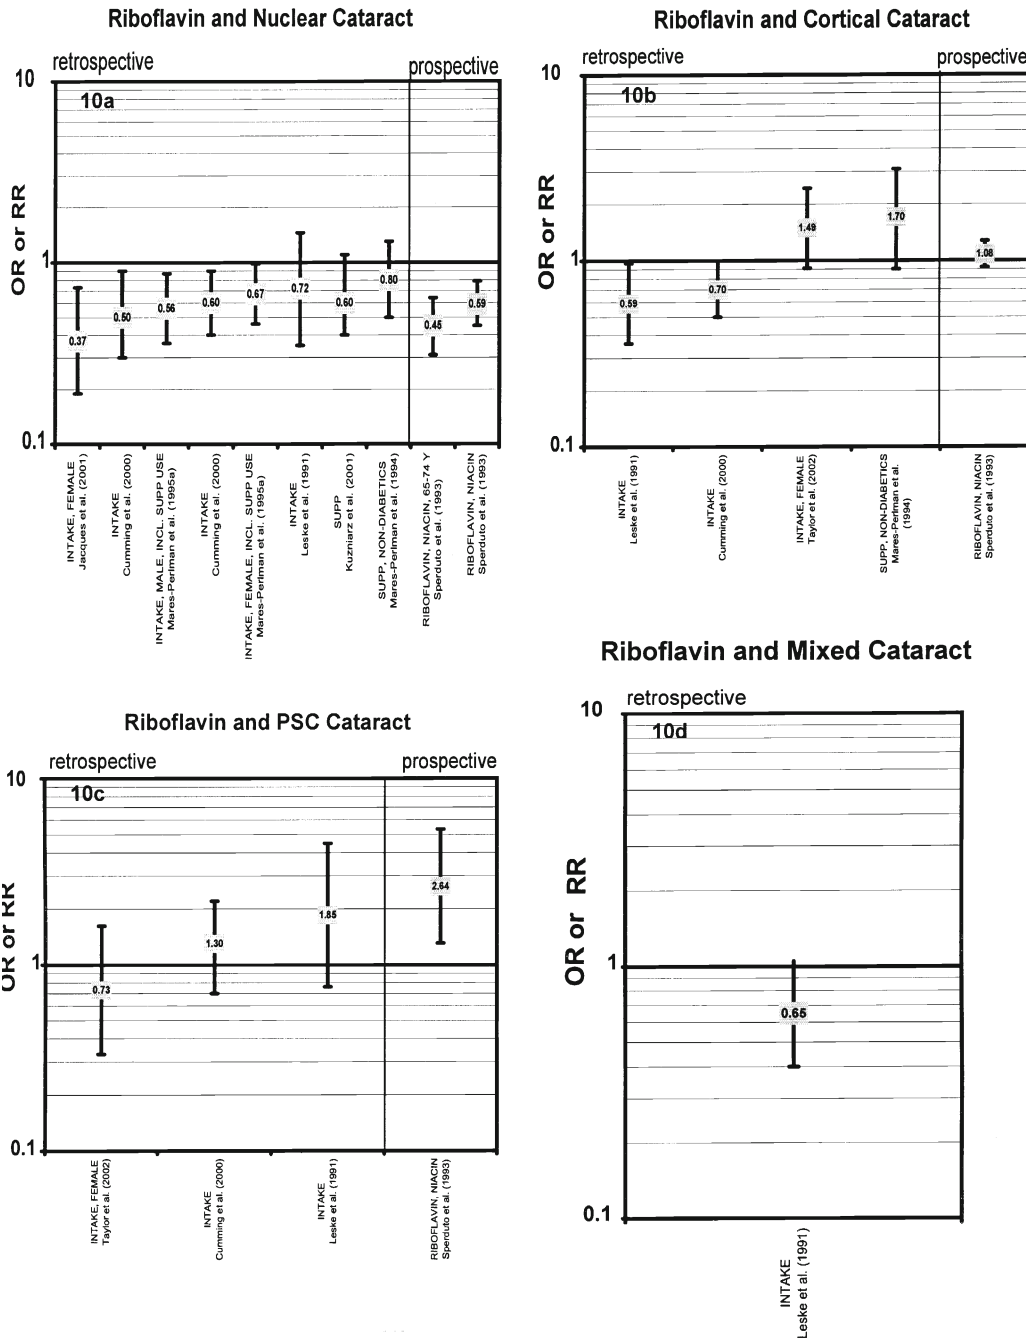 Riboflavin and Nuclear Cataract
retrospective
prospective
10
10a
OR or RR
1
0.37
0.50
0.56
0.60
0.67
0.72
0.60
0.80
0.45
0.59
0.1
INTAKE, FEMALE
Jacques et al. (2001)
INTAKE
Cumming et al. (2000)
INTAKE, MALE, INCL. SUPP USE
Mares-Perlman et al. (1995a)
INTAKE
Cumming et al. (2000)
INTAKE, FEMALE, INCL. SUPP USE
Mares-Perlman et al. (1995a)
INTAKE
Leske et al. (1991)
SUPP
Kuzniarz et al. (2001)
SUPP, NON-DIABETICS
Mares-Perlman et al. (1994)
RIBOFLAVIN, NIACIN, 65-74 Y
Sperduto et al. (1993)
RIBOFLAVIN, NIACIN
Sperduto et al. (1993)
Riboflavin and Cortical Cataract
retrospective
prospective
10
10b
OR or RR
1
0.59
0.70
1.49
1.70
1.08
0.1
INTAKE
Leske et al. (1991)
INTAKE
Cumming et al. (2000)
INTAKE, FEMALE
Taylor et al. (2002)
SUPP, NON-DIABETICS
Mares-Perlman et al.
(1994)
RIBOFLAVIN, NIACIN
Sperduto et al. (1993)
Riboflavin and PSC Cataract
retrospective
prospective
10
10c
OR or RR
1
0.73
1.30
1.85
2.64
0.1
INTAKE, FEMALE
Taylor et al. (2002)
INTAKE
Cumming et al. (2000)
INTAKE
Leske et al. (1991)
RIBOFLAVIN, NIACIN
Sperduto et al. (1993)
Riboflavin and Mixed Cataract
retrospective
10
10d
OR or RR
1
0.65
0.1
INTAKE
Leske et al. (1991)